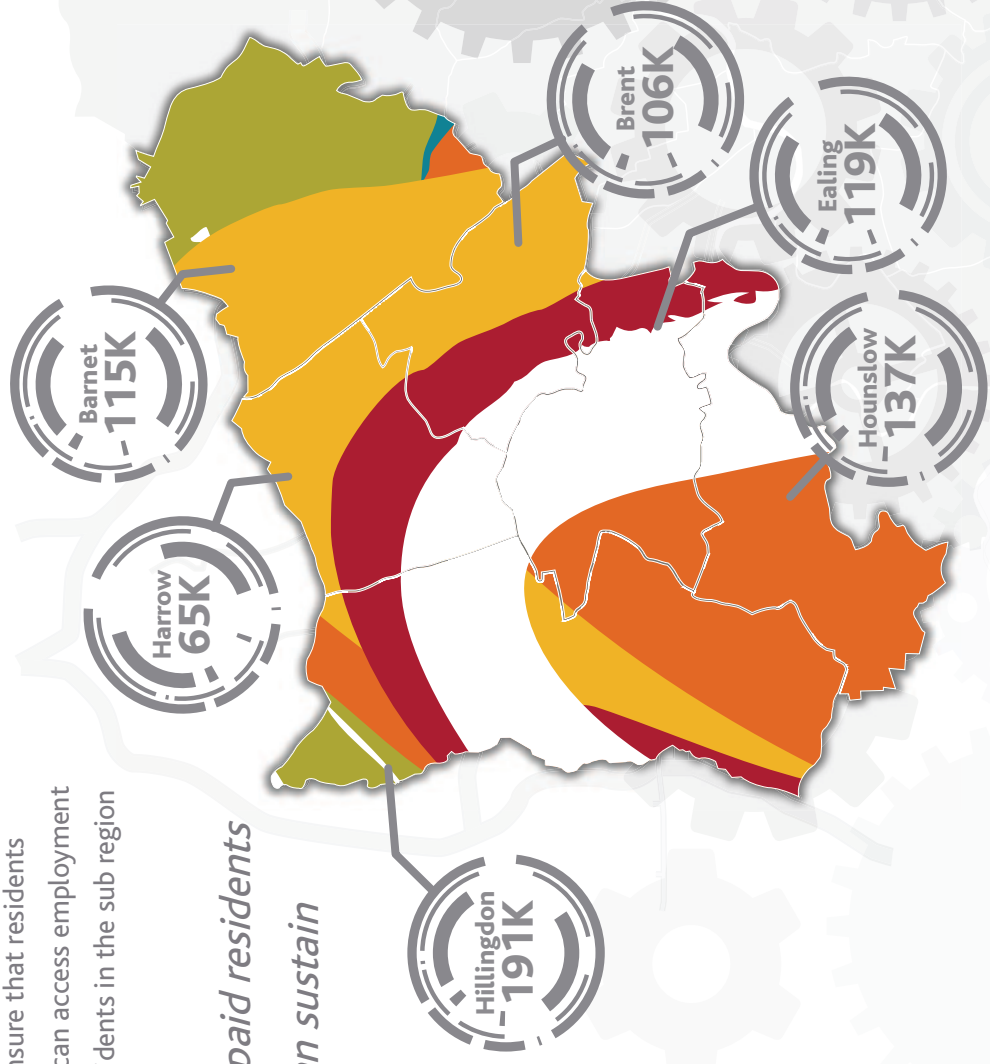 sure that residents
can access employment
dents in the sub region
paid residents
n sustain
Harrow
65K
Barnet
115K
Hillingdon
191K
Brent
106K
Ealing
119K
Hounslow
137K